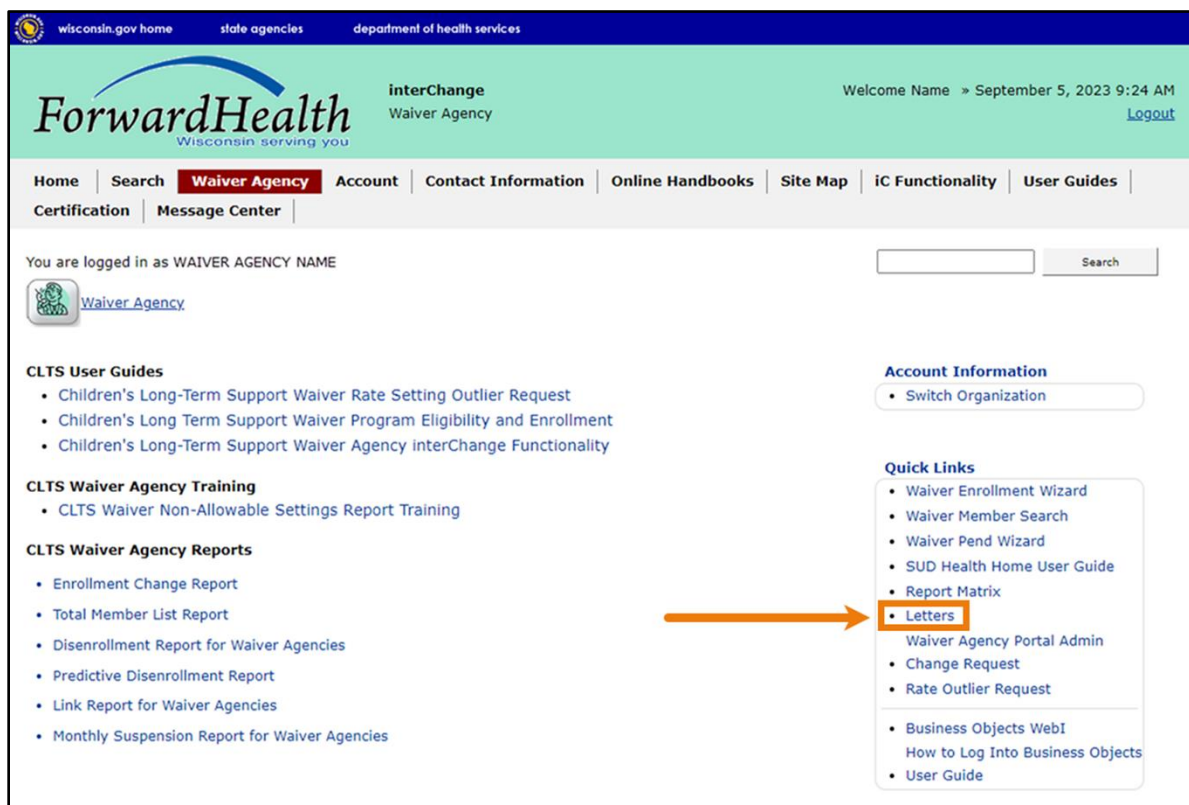 wisconsin.gov home state agencies department of health services
ForwardHealth
Wisconsin serving you
interChange
Waiver Agency
Welcome Name » September 5, 2023 9:24 AM
Logout
Home Search Waiver Agency Account Contact Information Online Handbooks Site Map iC Functionality User Guides
Certification Message Center
You are logged in as WAIVER AGENCY NAME
Search
Waiver Agency
CLTS User Guides
• Children's Long-Term Support Waiver Rate Setting Outlier Request
• Children's Long-Term Support Waiver Program Eligibility and Enrollment
• Children's Long-Term Support Waiver Agency interChange Functionality
CLTS Waiver Agency Training
• CLTS Waiver Non-Allowable Settings Report Training
CLTS Waiver Agency Reports
• Enrollment Change Report
• Total Member List Report
• Disenrollment Report for Waiver Agencies
• Predictive Disenrollment Report
• Link Report for Waiver Agencies
• Monthly Suspension Report for Waiver Agencies
Account Information
• Switch Organization
Quick Links
• Waiver Enrollment Wizard
• Waiver Member Search
• Waiver Pend Wizard
• SUD Health Home User Guide
• Report Matrix
• Letters
Waiver Agency Portal Admin
• Change Request
• Rate Outlier Request
• Business Objects WebI
How to Log Into Business Objects
• User Guide